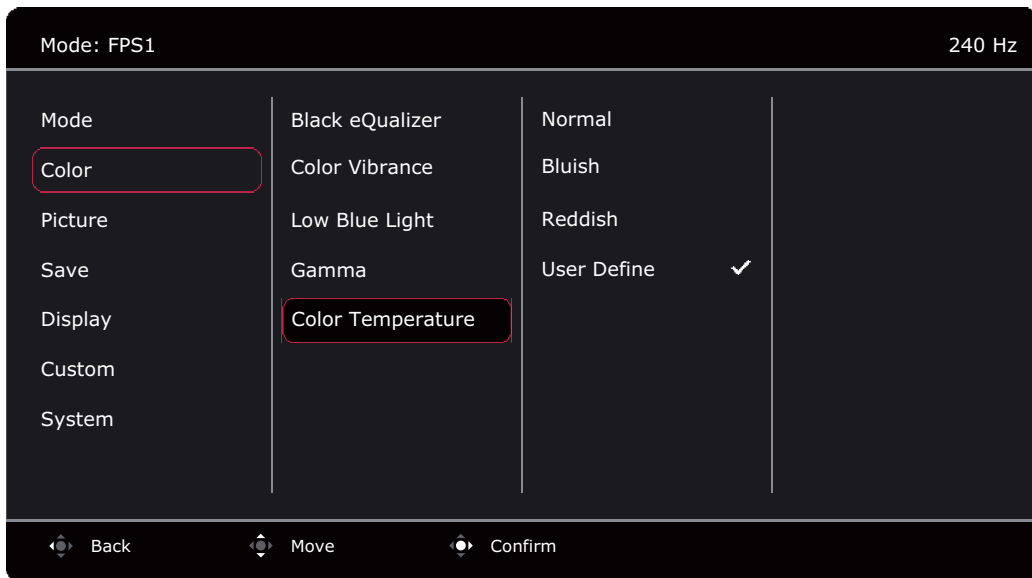 Mode: FPS1
240 Hz
Mode
Color
Picture
Save
Display
Custom
System
Black eQualizer
Color Vibrance
Low Blue Light
Gamma
Color Temperature
Normal
Bluish
Reddish
User Define
Back
Move
Confirm